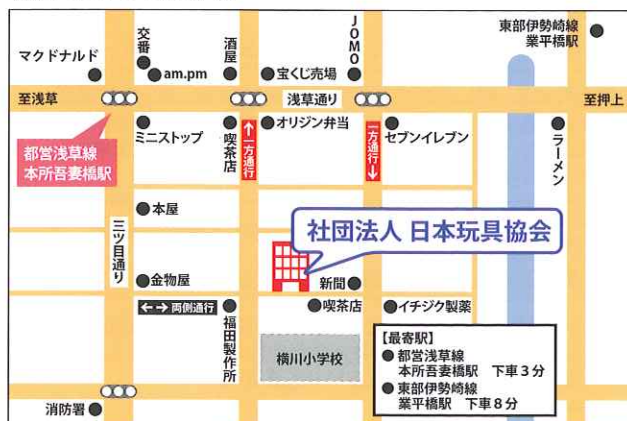 東部伊勢崎線
業平橋駅
JOMO
交番
酒屋
マクドナルド
am.pm
宝くじ売場
至浅草
浅草通り
至押上
ミニストップ
喫茶店
↑一方通行
オリジン弁当
一方通行↓
セブンイレブン
ラーメン
都営浅草線
本所吾妻橋駅
本屋
三ツ目通り
社団法人 日本玩具協会
金物屋
新聞
←→両側通行
福田製作所
喫茶店
イチジク製薬
横川小学校
【最寄駅】
●都営浅草線
本所吾妻橋駅 下車3分
●東部伊勢崎線
業平橋駅 下車8分
消防署